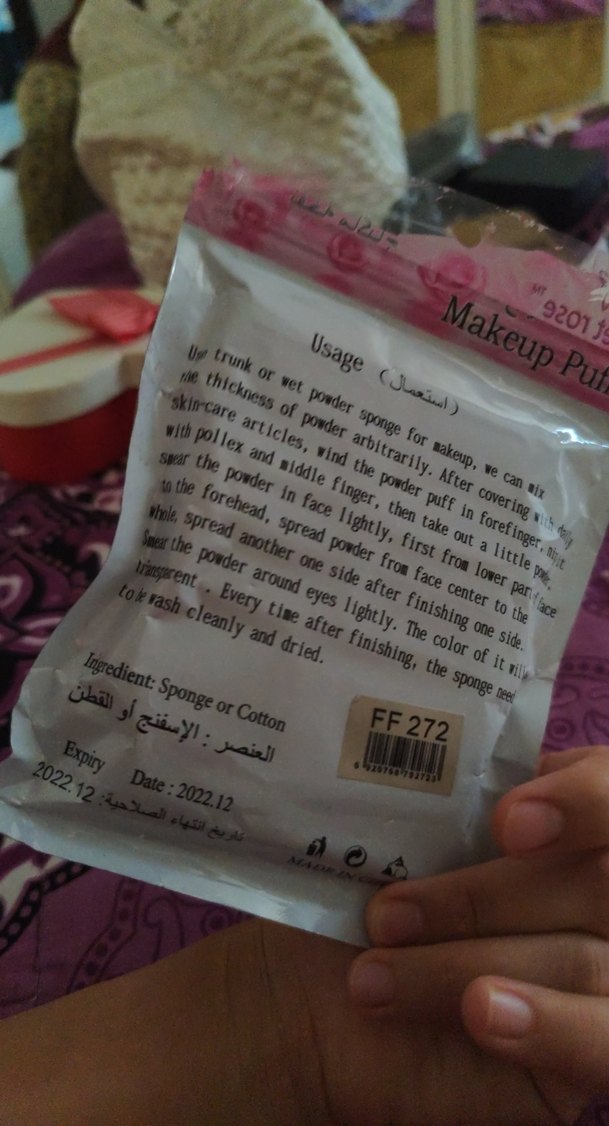 et rose™
Makeup Puff
Usage (استعمال)
Use trunk or wet powder sponge for makeup, we can mix
the thickness of powder arbitrarily. After covering with daily
skin-care articles, wind the powder puff in forefinger,
with pollex and middle finger, then take out a little powder,
smear the powder in face lightly, first from lower part face
to the forehead, spread powder from face center to the
whole, spread another one side after finishing one side.
Smear the powder around eyes lightly. The color of it will
transparent . Every time after finishing, the sponge need
to be wash cleanly and dried.
Ingredient: Sponge or Cotton
العنصر : الإسفنج أو القطن
FF 272
Expiry Date : 2022.12
تاريخ انتهاء الصلاحية: 2022.12
MADE IN